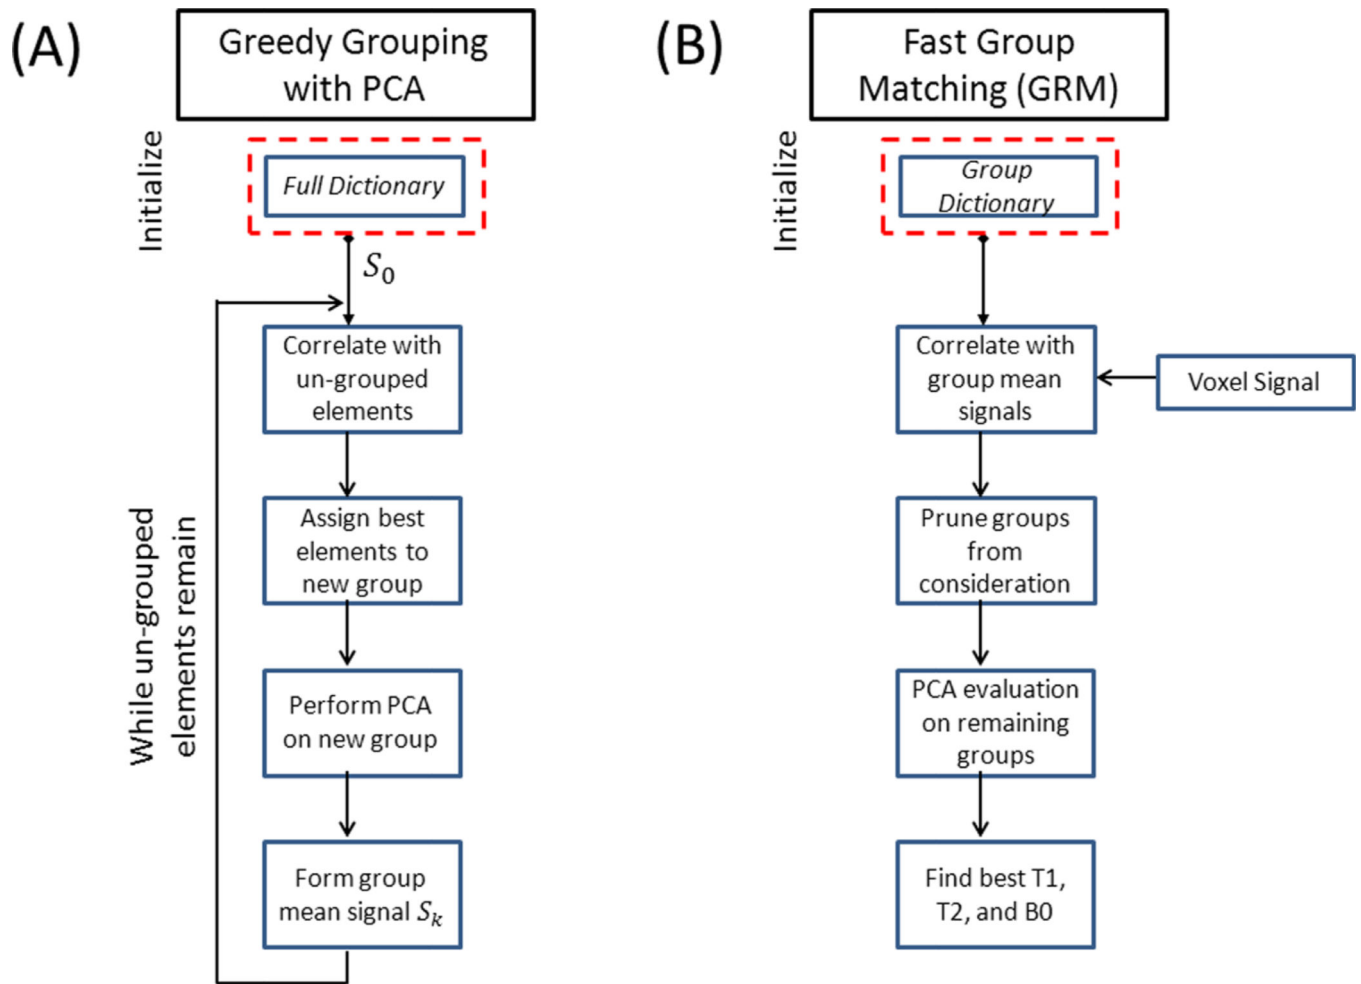 (A)
Greedy Grouping
with PCA
Initialize
Full Dictionary
S₀
Correlate with
un-grouped
elements
Assign best
elements to
new group
Perform PCA
on new group
Form group
mean signal Sₖ
While un-grouped
elements remain
(B)
Fast Group
Matching (GRM)
Initialize
Group
Dictionary
Correlate with
group mean
signals
Voxel Signal
Prune groups
from
consideration
PCA evaluation
on remaining
groups
Find best T1,
T2, and B0